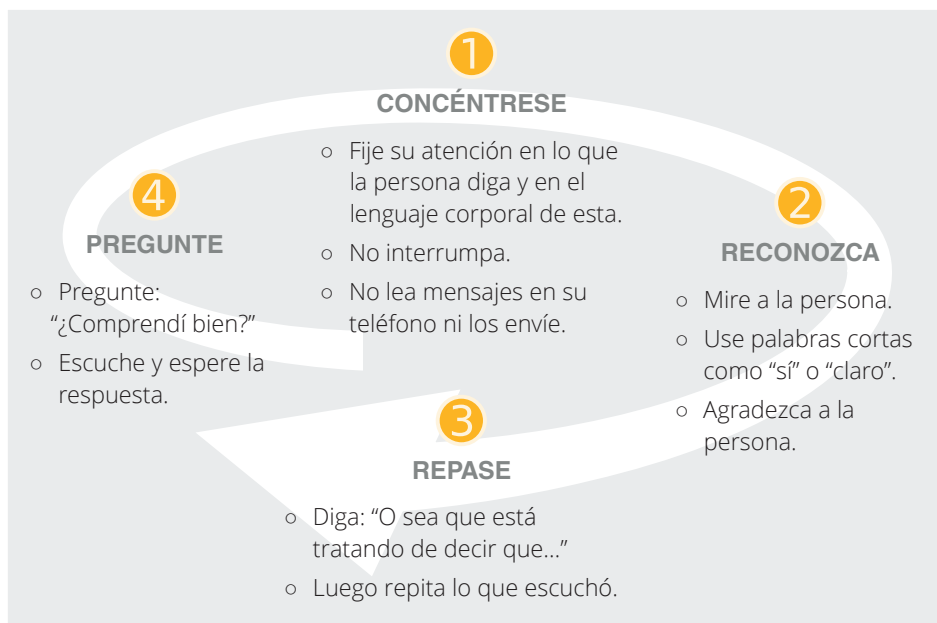 1
CONCÉNTRESE
○ Fije su atención en lo que
la persona diga y en el
lenguaje corporal de esta.
○ No interrumpa.
○ No lea mensajes en su
teléfono ni los envíe.
2
RECONOZCA
○ Mire a la persona.
○ Use palabras cortas
como “sí” o “claro”.
○ Agradezca a la
persona.
3
REPASE
○ Diga: “O sea que está
tratando de decir que...”
○ Luego repita lo que escuchó.
4
PREGUNTE
○ Pregunte:
“¿Comprendí bien?”
○ Escuche y espere la
respuesta.